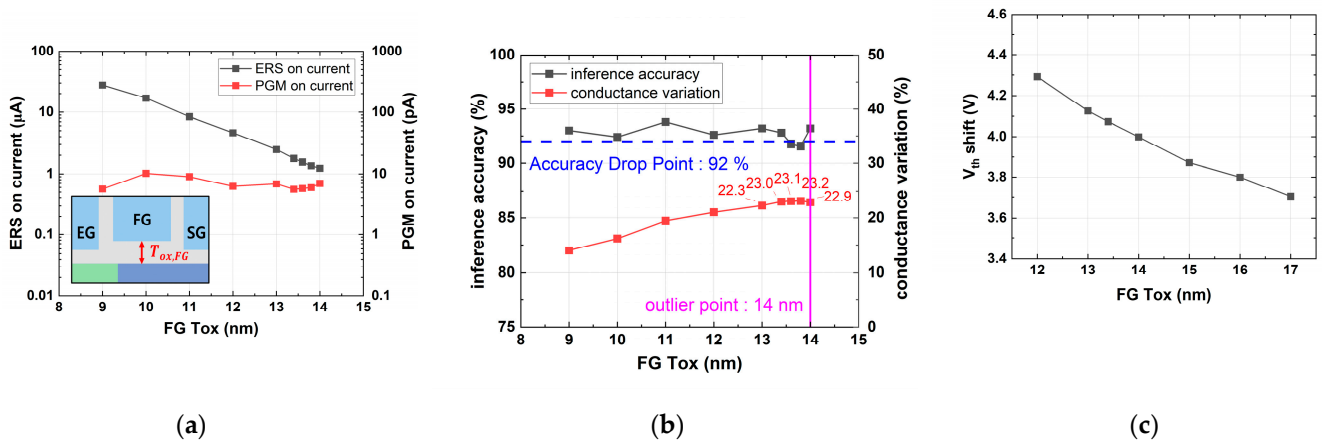 100
10
1
0.1
0.01
ERS on current (μA)
1000
100
10
1
0.1
PGM on current (pA)
ERS on current
PGM on current
EG
FG
SG
Tox,FG
8 9 10 11 12 13 14 15
FG Tox (nm)
(a)
100
95
90
85
80
75
inference accuracy (%)
50
40
30
20
10
0
conductance variation (%)
inference accuracy
conductance variation
Accuracy Drop Point : 92 %
22.3
23.0
23.1
23.2
22.9
outlier point : 14 nm
8 9 10 11 12 13 14 15
FG Tox (nm)
(b)
4.6
4.4
4.2
4.0
3.8
3.6
3.4
Vth shift (V)
12 13 14 15 16 17
FG Tox (nm)
(c)